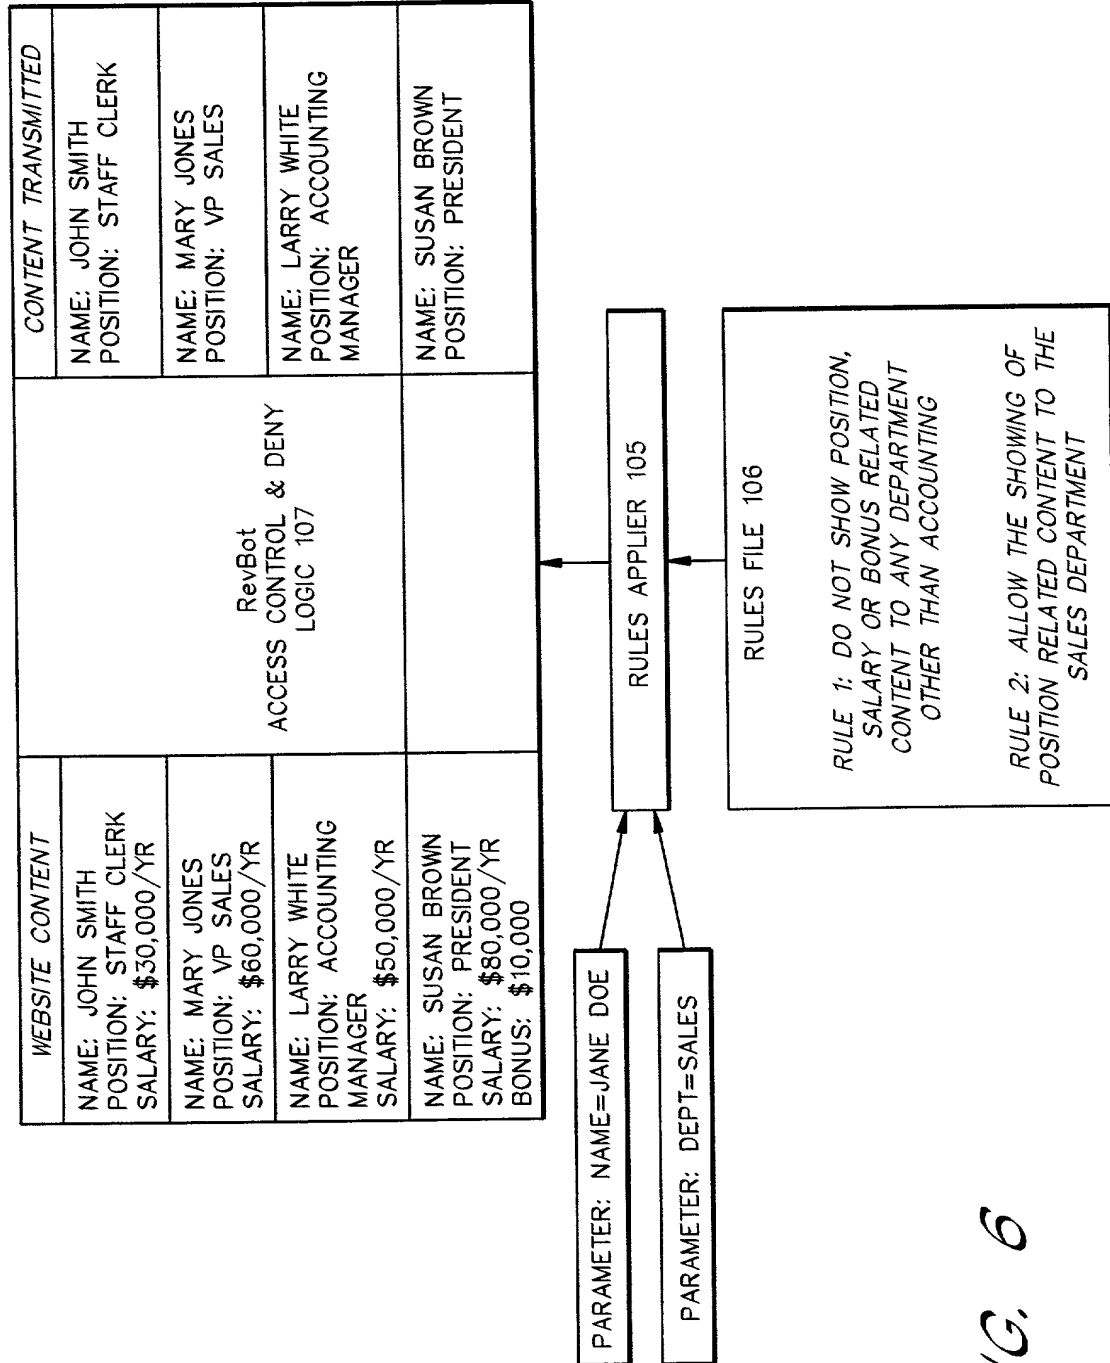 WEBSITE CONTENT
CONTENT TRANSMITTED
NAME: JOHN SMITH
POSITION: STAFF CLERK
SALARY: $30,000/YR
NAME: MARY JONES
POSITION: VP SALES
SALARY: $60,000/YR
NAME: LARRY WHITE
POSITION: ACCOUNTING
MANAGER
SALARY: $50,000/YR
NAME: SUSAN BROWN
POSITION: PRESIDENT
SALARY: $80,000/YR
BONUS: $10,000
RevBot
ACCESS CONTROL & DENY
LOGIC 107
NAME: JOHN SMITH
POSITION: STAFF CLERK
NAME: MARY JONES
POSITION: VP SALES
NAME: LARRY WHITE
POSITION: ACCOUNTING
MANAGER
NAME: SUSAN BROWN
POSITION: PRESIDENT
PARAMETER: NAME=JANE DOE
PARAMETER: DEPT=SALES
RULES APPLIER 105
RULES FILE 106
RULE 1: DO NOT SHOW POSITION,
SALARY OR BONUS RELATED
CONTENT TO ANY DEPARTMENT
OTHER THAN ACCOUNTING
RULE 2: ALLOW THE SHOWING OF
POSITION RELATED CONTENT TO THE
SALES DEPARTMENT
G. 6